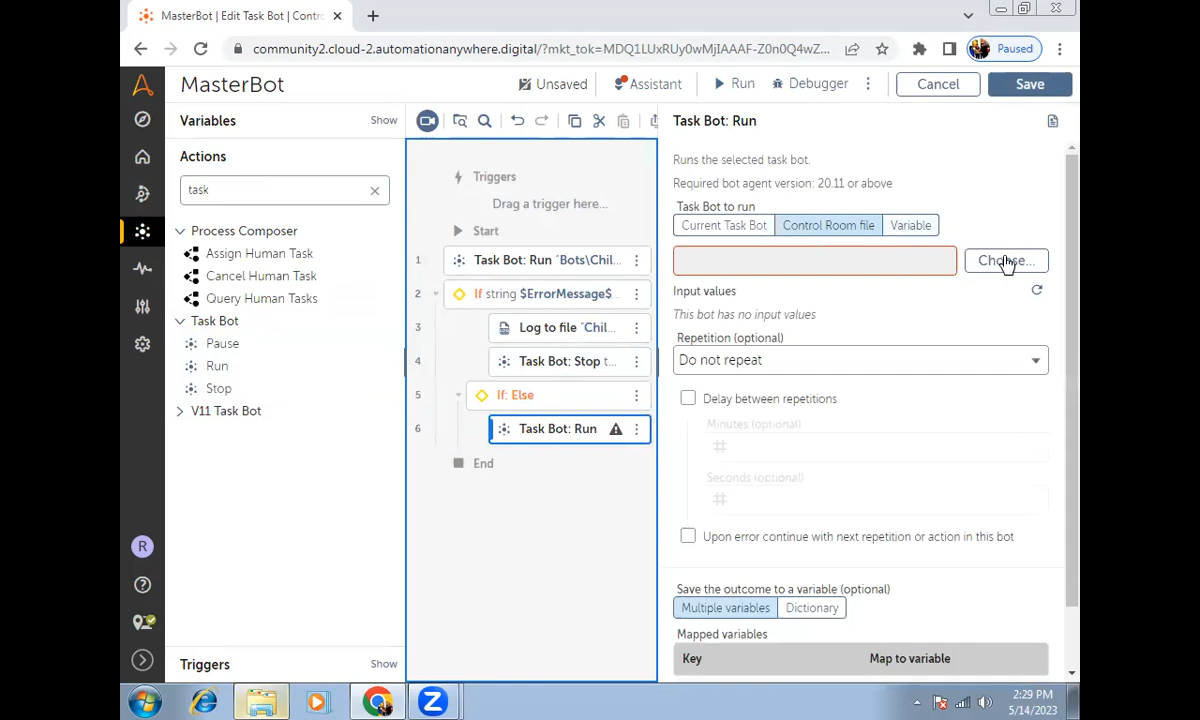 MasterBot | Edit Task Bot | Contr
community2.cloud-2.automationanywhere.digital/?mkt_tok=MDQ1LUxRUy0wMjIAAAF-Z0n0Q4wZ...
Paused
MasterBot
Unsaved
Assistant
Run
Debugger
Cancel
Save
Variables
Show
Actions
task
Process Composer
Assign Human Task
Cancel Human Task
Query Human Tasks
Task Bot
Pause
Run
Stop
V11 Task Bot
Triggers
Show
R
Triggers
Drag a trigger here...
Start
1 Task Bot: Run "Bots\Chil...
2 If string $ErrorMessage$...
3 Log to file "Chil...
4 Task Bot: Stop t...
5 If: Else
6 Task Bot: Run
End
Task Bot: Run
Runs the selected task bot.
Required bot agent version: 20.11 or above
Task Bot to run
Current Task Bot
Control Room file
Variable
Choose...
Input values
This bot has no input values
Repetition (optional)
Do not repeat
Delay between repetitions
Minutes (optional)
Seconds (optional)
Upon error continue with next repetition or action in this bot
Save the outcome to a variable (optional)
Multiple variables
Dictionary
Mapped variables
Key
Map to variable
2:29 PM
5/14/2023